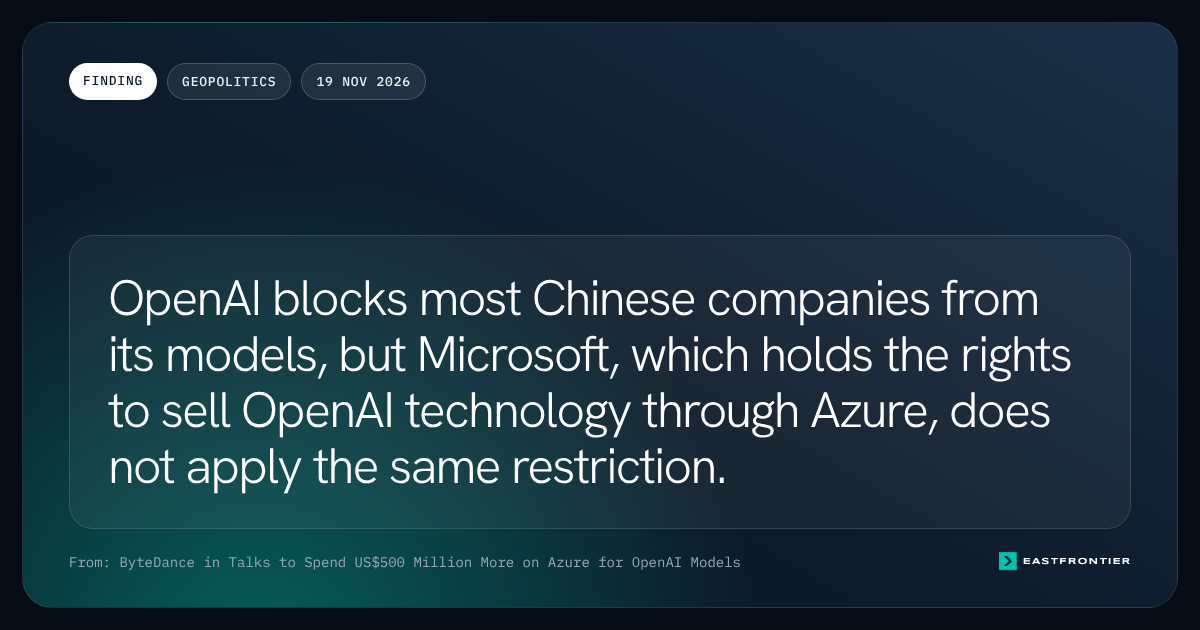 FINDING
GEOPOLITICS
19 NOV 2026
OpenAI blocks most Chinese companies from
its models, but Microsoft, which holds the rights
to sell OpenAI technology through Azure, does
not apply the same restriction.
From: ByteDance in Talks to Spend US$500 Million More on Azure for OpenAI Models
EASTFRONTIER